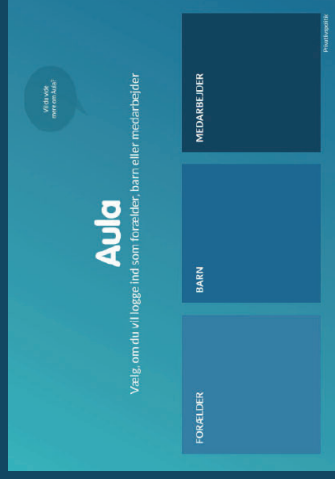 Vil du vide
mere om Aula?
Aula
Vælg, om du vil logge ind som forælder, barn eller medarbejder
FORÆLDER
BARN
MEDARBEJDER
Privatlivspolitik